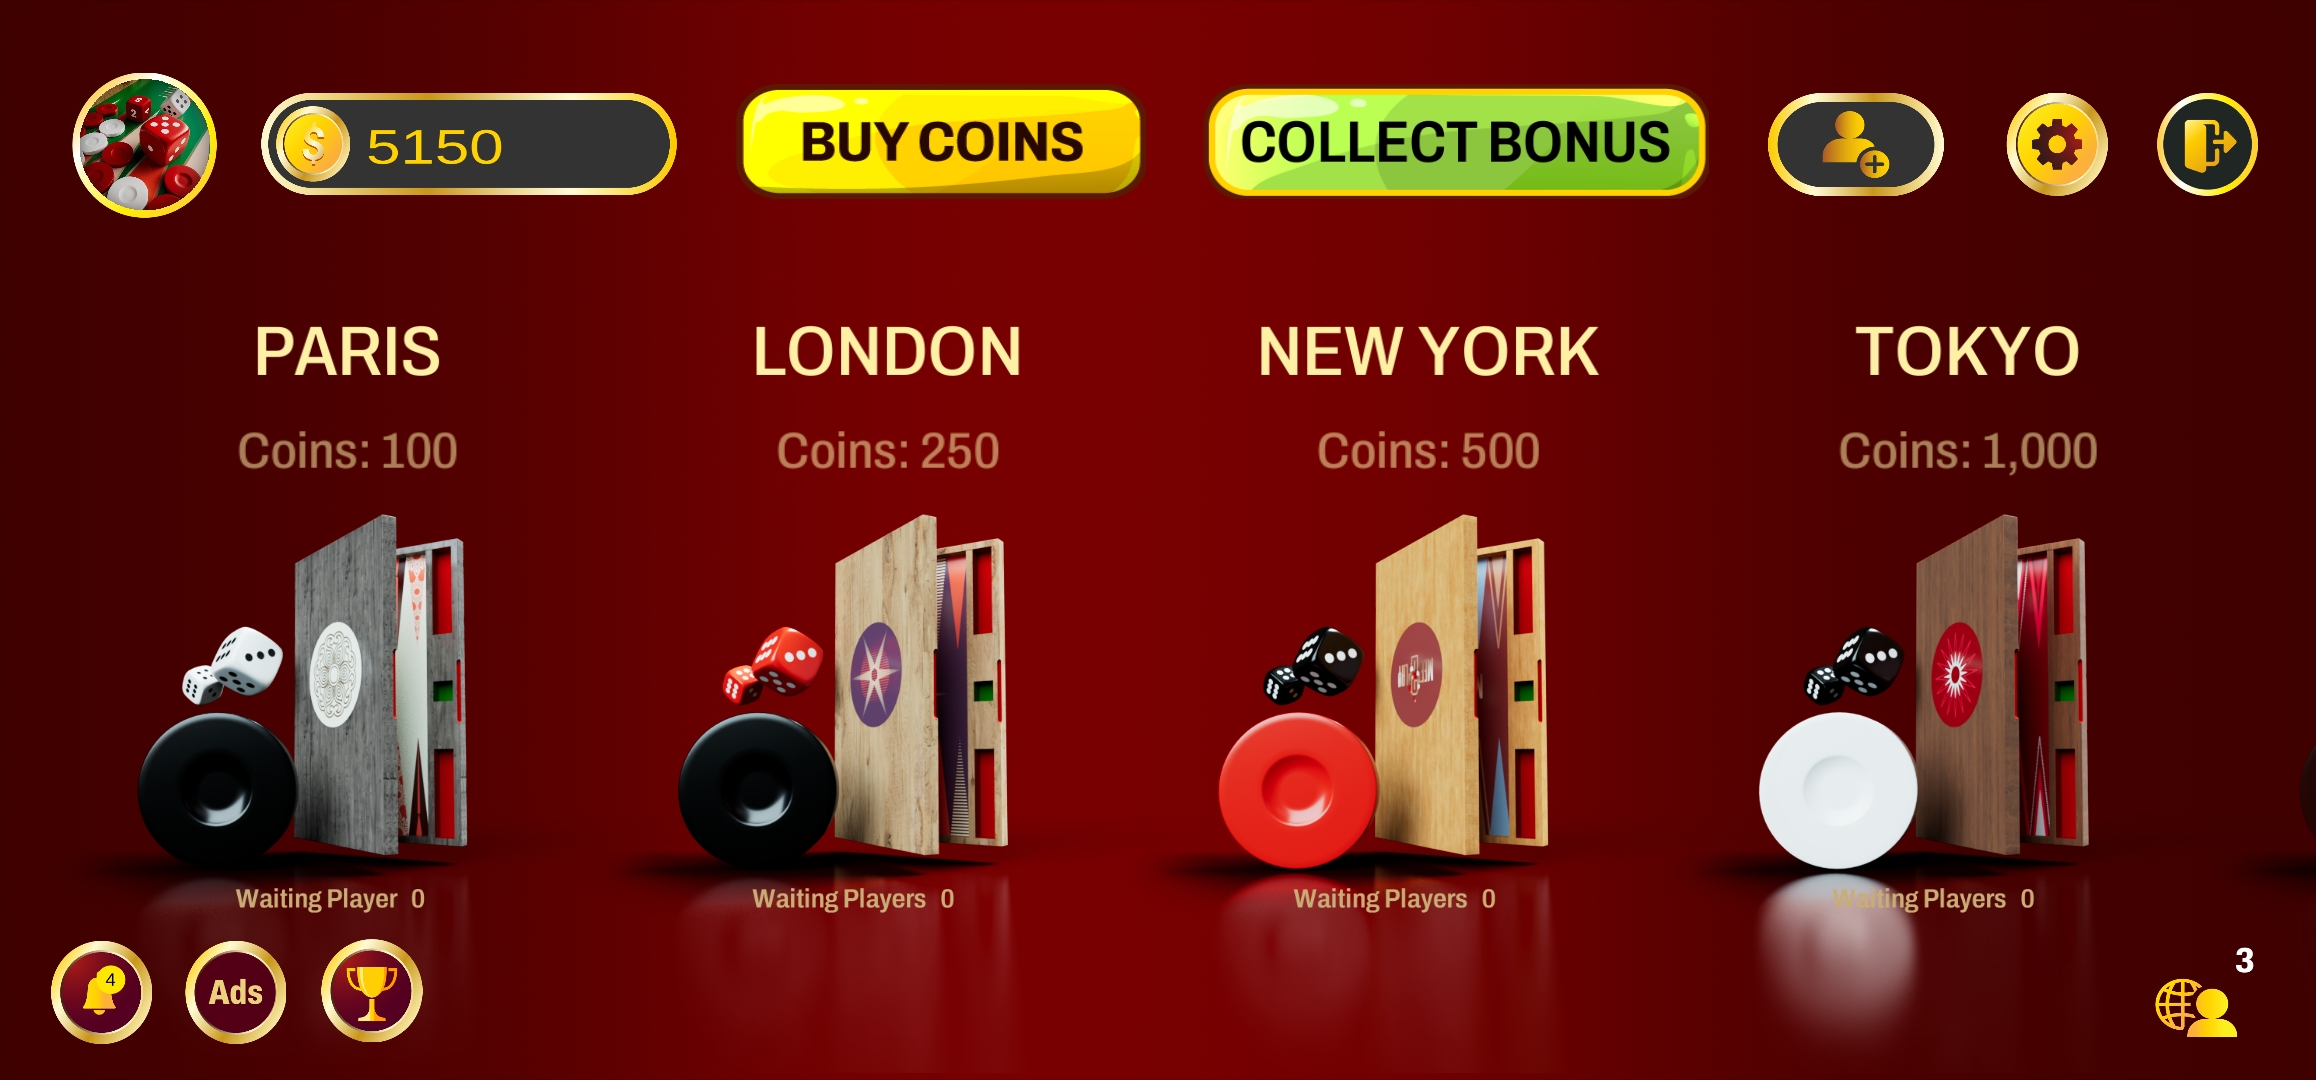 5150
BUY COINS
COLLECT BONUS
PARIS
LONDON
NEW YORK
TOKYO
Coins: 100
Coins: 250
Coins: 500
Coins: 1,000
Waiting Player 0
Waiting Players 0
Waiting Players 0
Waiting Players 0
4
Ads
3